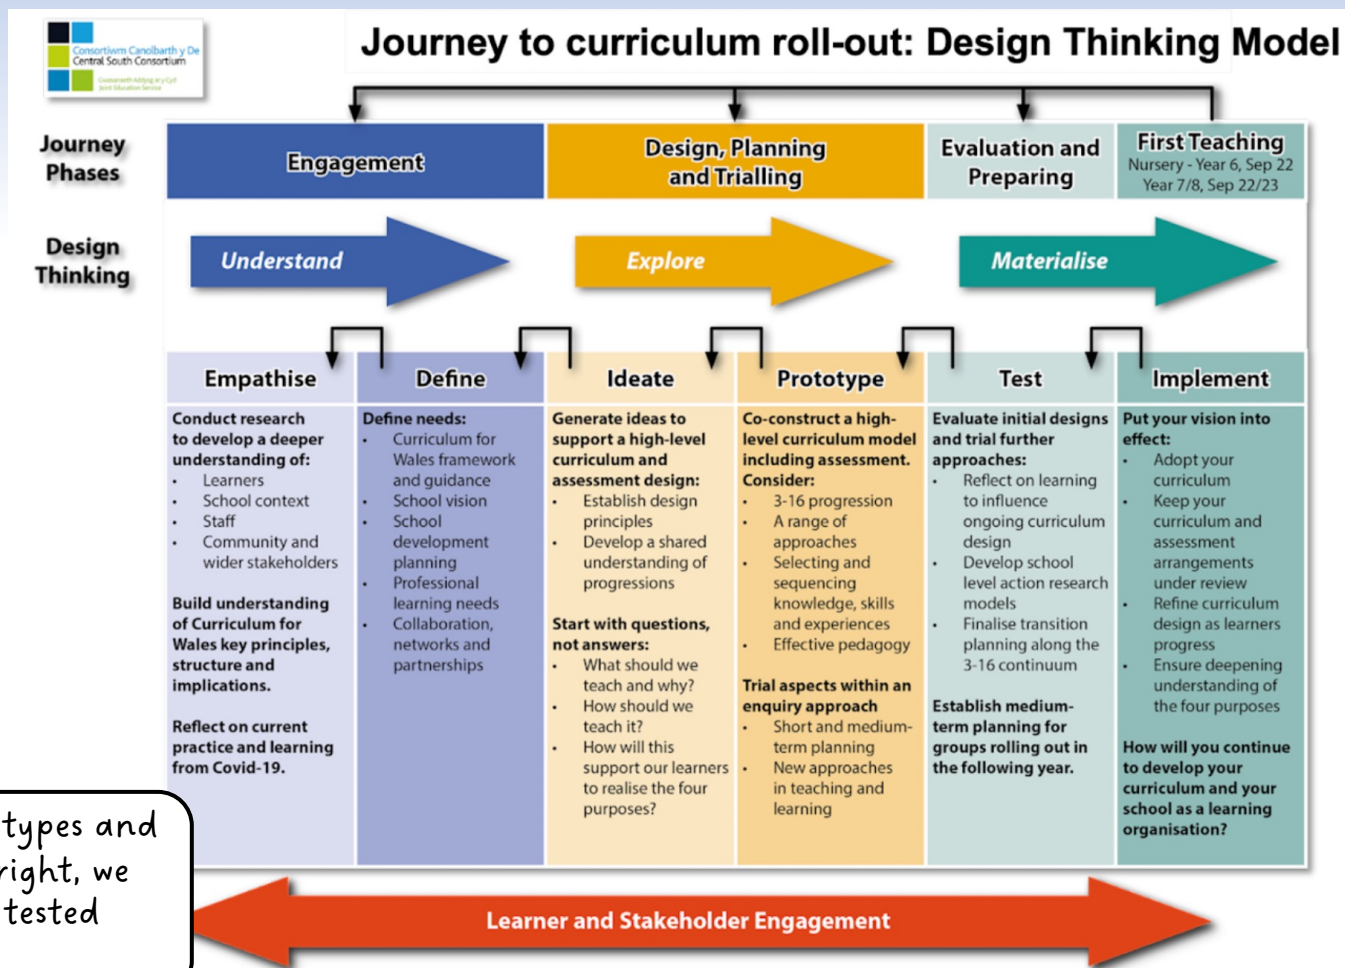 Consortiwm Canolbarth y De
Central South Consortium
Gwasanaeth Addysg ar y Cyd
Joint Education Service
Journey to curriculum roll-out: Design Thinking Model
Journey
Phases
Engagement
Design, Planning
and Trialling
Evaluation and
Preparing
First Teaching
Nursery - Year 6, Sep 22
Year 7/8, Sep 22/23
Design
Thinking
Understand
Explore
Materialise
Empathise
Conduct research
to develop a deeper
understanding of:
• Learners
• School context
• Staff
• Community and
wider stakeholders
Build understanding
of Curriculum for
Wales key principles,
structure and
implications.
Reflect on current
practice and learning
from Covid-19.
Define
Define needs:
• Curriculum for
Wales framework
and guidance
• School vision
• School
development
planning
• Professional
learning needs
• Collaboration,
networks and
partnerships
Ideate
Generate ideas to
support a high-level
curriculum and
assessment design:
• Establish design
principles
• Develop a shared
understanding of
progressions
Start with questions,
not answers:
• What should we
teach and why?
• How should we
teach it?
• How will this
support our learners
to realise the four
purposes?
Prototype
Co-construct a high-
level curriculum model
including assessment.
Consider:
• 3-16 progression
• A range of
approaches
• Selecting and
sequencing
knowledge, skills
and experiences
• Effective pedagogy
Trial aspects within an
enquiry approach
• Short and medium-
term planning
• New approaches
in teaching and
learning
Test
Evaluate initial designs
and trial further
approaches:
• Reflect on learning
to influence
ongoing curriculum
design
• Develop school
level action research
models
• Finalise transition
planning along the
3-16 continuum
Establish medium-
term planning for
groups rolling out in
the following year.
Implement
Put your vision into
effect:
• Adopt your
curriculum
• Keep your
curriculum and
assessment
arrangements
under review
• Refine curriculum
design as learners
progress
• Ensure deepening
understanding of
the four purposes
How will you continue
to develop your
curriculum and your
school as a learning
organisation?
types and
right, we
tested
Learner and Stakeholder Engagement